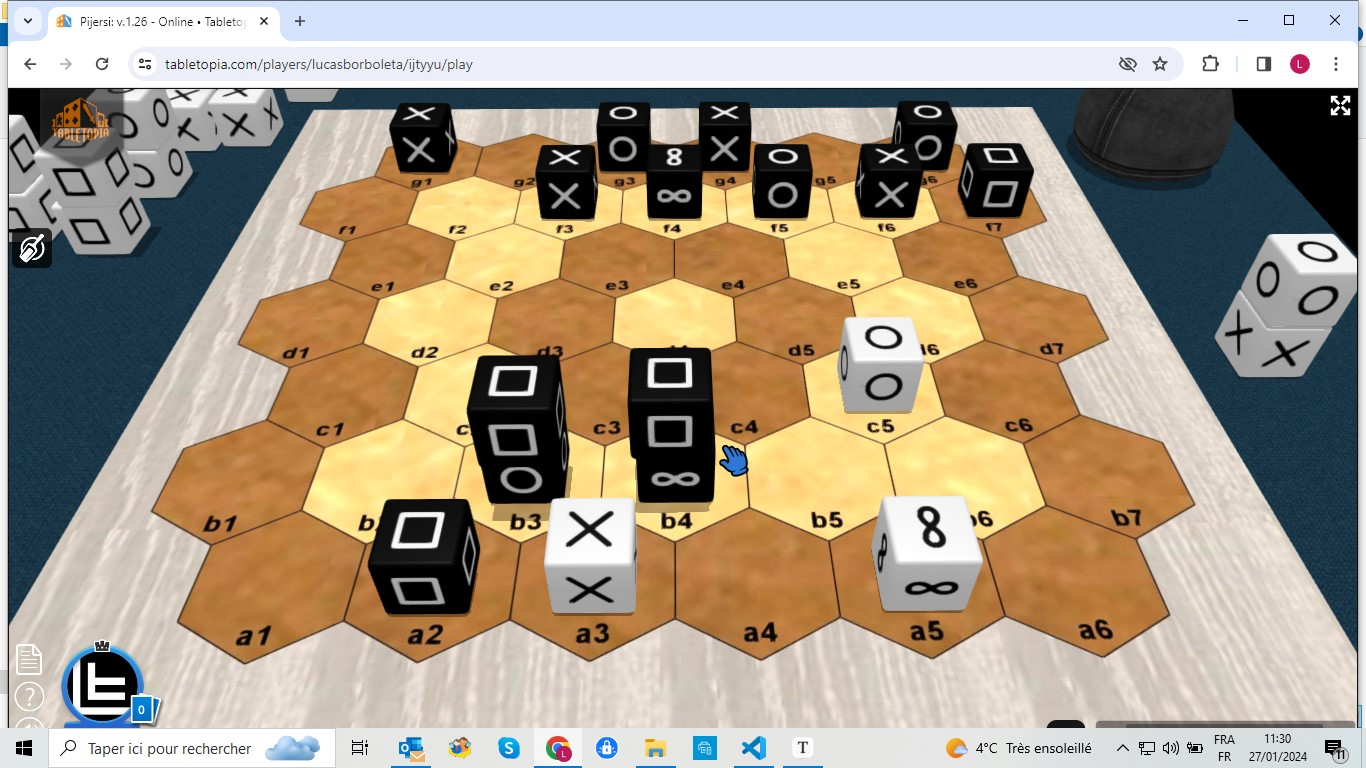 Pijersi: v.1.26 - Online • Tabletop
tabletopia.com/players/lucasborboleta/ijtyyu/play
L
TABLETOPIA
g1 g2 g3 g4 g5
f1 f2 f3 f4 f5 f6 f7
e1 e2 e3 e4 e5 e6
d1 d2 d3 d5 d7
c1 c3 c4 c5 c6
b1 b3 b4 b5 b7
a1 a2 a3 a4 a5 a6
8
8
0
?
Taper ici pour rechercher
4°C Très ensoleillé
FRA
FR
11:30
27/01/2024
11